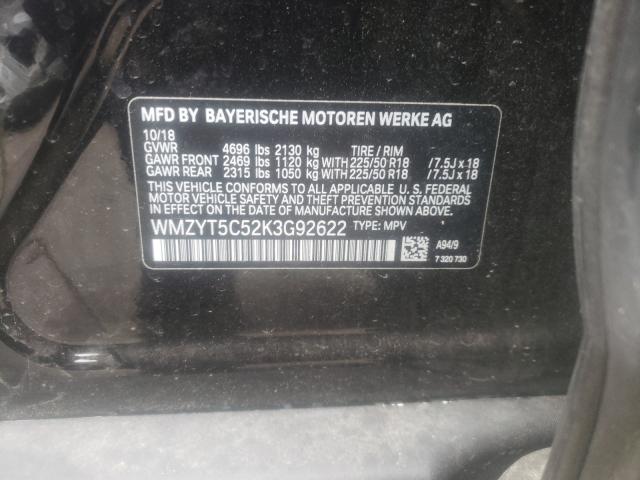 MFD BY BAYERISCHE MOTOREN WERKE AG
10/18
GVWR 4696 lbs 2130 kg TIRE / RIM
GAWR FRONT 2469 lbs 1120 kg WITH 225/50 R18 /7.5J x 18
GAWR REAR 2315 lbs 1050 kg WITH 225/50 R18 /7.5J x 18
THIS VEHICLE CONFORMS TO ALL APPLICABLE U. S. FEDERAL
MOTOR VEHICLE SAFETY, BUMPER, AND THEFT PREVENTION
STANDARDS IN EFFECT ON THE DATE OF MANUFACTURE SHOWN ABOVE.
WMZYT5C52K3G92622 TYPE: MPV
A94/9
7 320 730